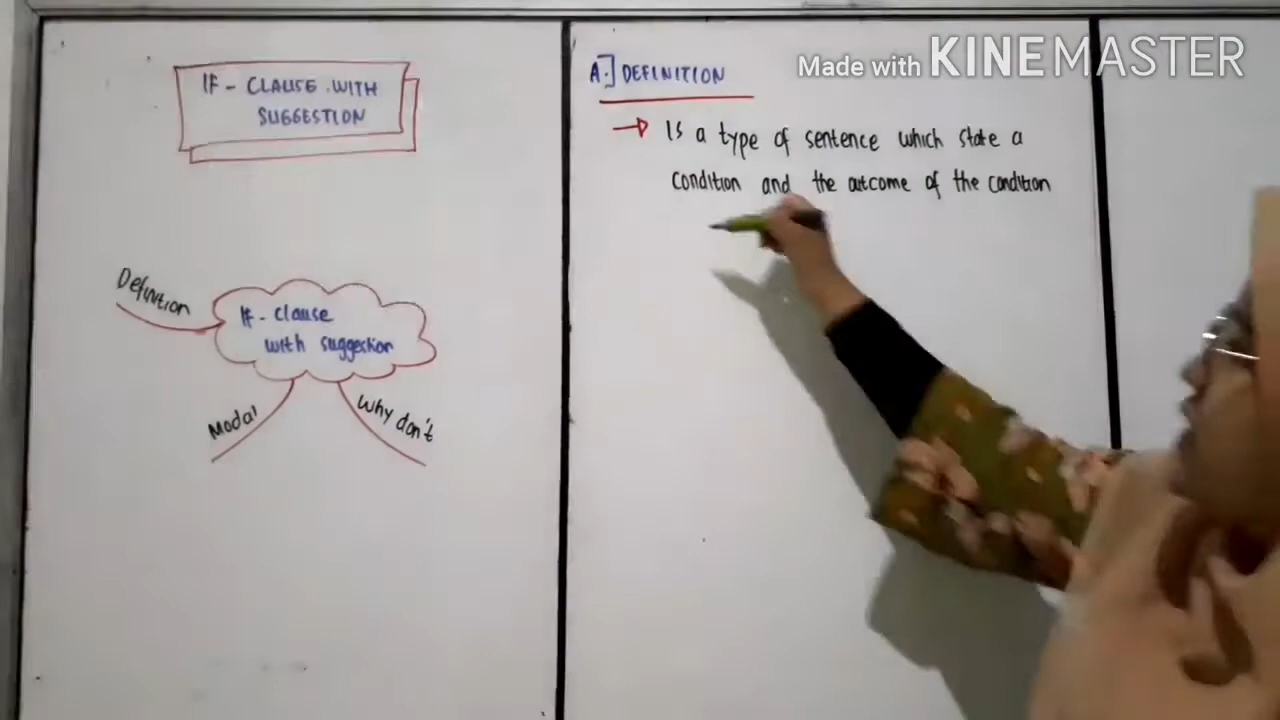 IF - CLAUSE WITH
SUGGESTION
Definition
If - Clause
with suggestion
Modal
Why don't
A.] DEFINITION
→ Is a type of sentence which state a
condition and the outcome of the condition
Made with KINEMASTER